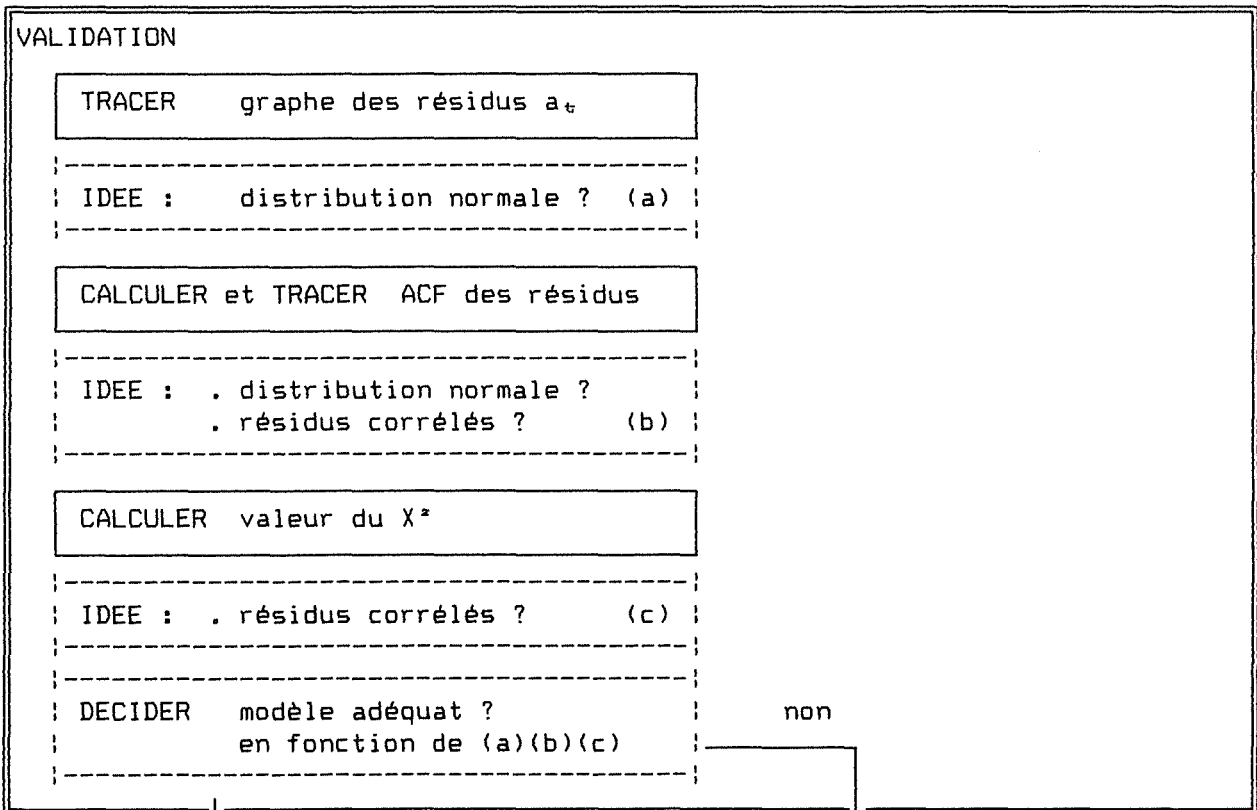 VALIDATION
TRACER graphe des résidus aₜ
IDEE : distribution normale ? (a)
CALCULER et TRACER ACF des résidus
IDEE : . distribution normale ?
. résidus corrélés ? (b)
CALCULER valeur du X²
IDEE : . résidus corrélés ? (c)
DECIDER modèle adéquat ? non
en fonction de (a)(b)(c)